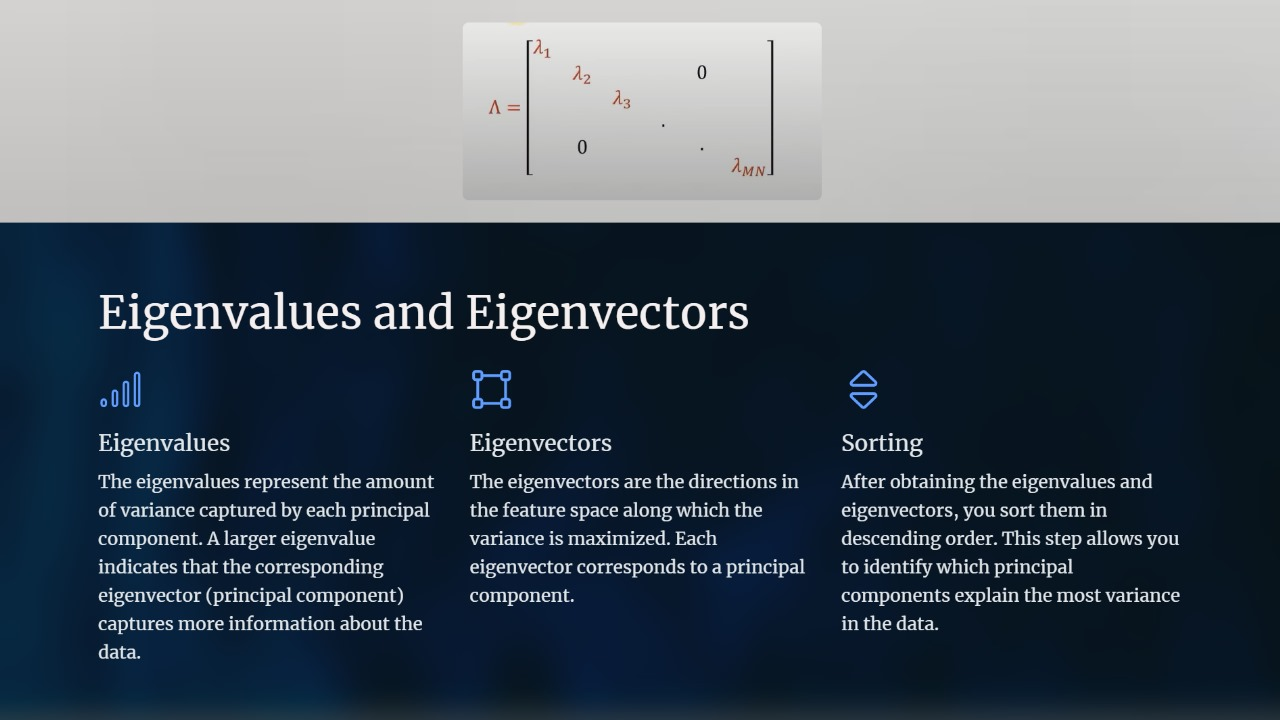 λ1
λ2 0
λ3
Λ =
.
0 .
λMN
Eigenvalues and Eigenvectors
Eigenvalues
The eigenvalues represent the amount
of variance captured by each principal
component. A larger eigenvalue
indicates that the corresponding
eigenvector (principal component)
captures more information about the
data.
Eigenvectors
The eigenvectors are the directions in
the feature space along which the
variance is maximized. Each
eigenvector corresponds to a principal
component.
Sorting
After obtaining the eigenvalues and
eigenvectors, you sort them in
descending order. This step allows you
to identify which principal
components explain the most variance
in the data.